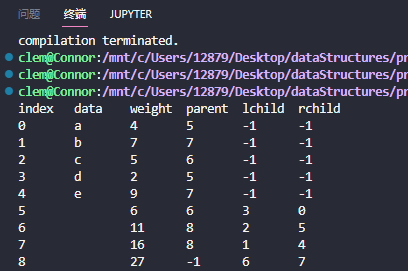 问题 终端 JUPYTER
compilation terminated.
clem@Connor:/mnt/c/Users/12879/Desktop/dataStructures/pr
clem@Connor:/mnt/c/Users/12879/Desktop/dataStructures/pr
clem@Connor:/mnt/c/Users/12879/Desktop/dataStructures/pr
index data weight parent lchild rchild
0 a 4 5 -1 -1
1 b 7 7 -1 -1
2 c 5 6 -1 -1
3 d 2 5 -1 -1
4 e 9 7 -1 -1
5 6 6 3 0
6 11 8 2 5
7 16 8 1 4
8 27 -1 6 7